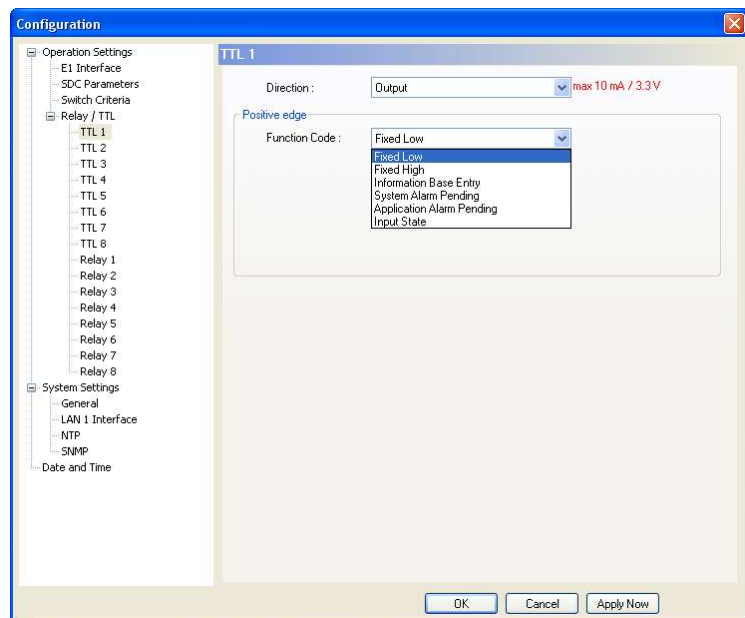 Configuration
Operation Settings
E1 Interface
SDC Parameters
Switch Criteria
Relay / TTL
TTL 1
TTL 2
TTL 3
TTL 4
TTL 5
TTL 6
TTL 7
TTL 8
Relay 1
Relay 2
Relay 3
Relay 4
Relay 5
Relay 6
Relay 7
Relay 8
System Settings
General
LAN 1 Interface
NTP
SNMP
Date and Time
TTL 1
Direction : Output max 10 mA / 3.3 V
Positive edge
Function Code : Fixed Low
Fixed Low
Fixed High
Information Base Entry
System Alarm Pending
Application Alarm Pending
Input State
OK Cancel Apply Now